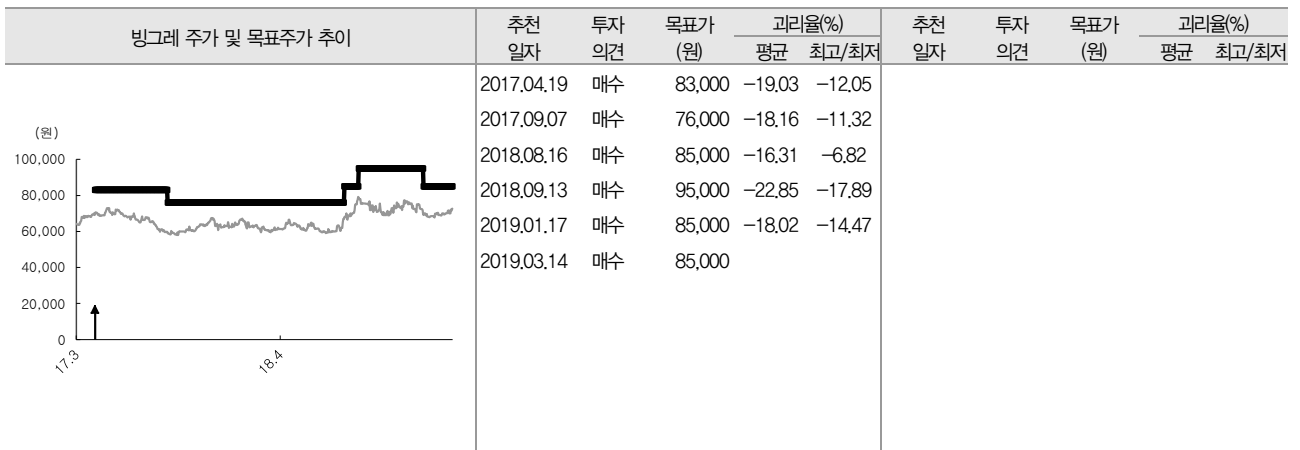 빙그레 주가 및 목표주가 추이
추천 투자 목표가 괴리율(%) 추천 투자 목표가 괴리율(%)
일자 의견 (원) 평균 최고/최저 일자 의견 (원) 평균 최고/최저
(원)
100,000
80,000
60,000
40,000
20,000
0
17.3 18.4
2017.04.19 매수 83,000 -19.03 -12.05
2017.09.07 매수 76,000 -18.16 -11.32
2018.08.16 매수 85,000 -16.31 -6.82
2018.09.13 매수 95,000 -22.85 -17.89
2019.01.17 매수 85,000 -18.02 -14.47
2019.03.14 매수 85,000